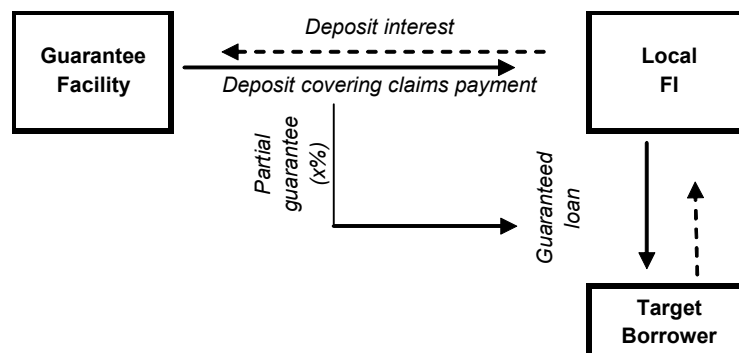 Deposit interest
Guarantee
Facility
Local
FI
Deposit covering claims payment
Partial
guarantee
(x%)
Guaranteed
loan
Target
Borrower